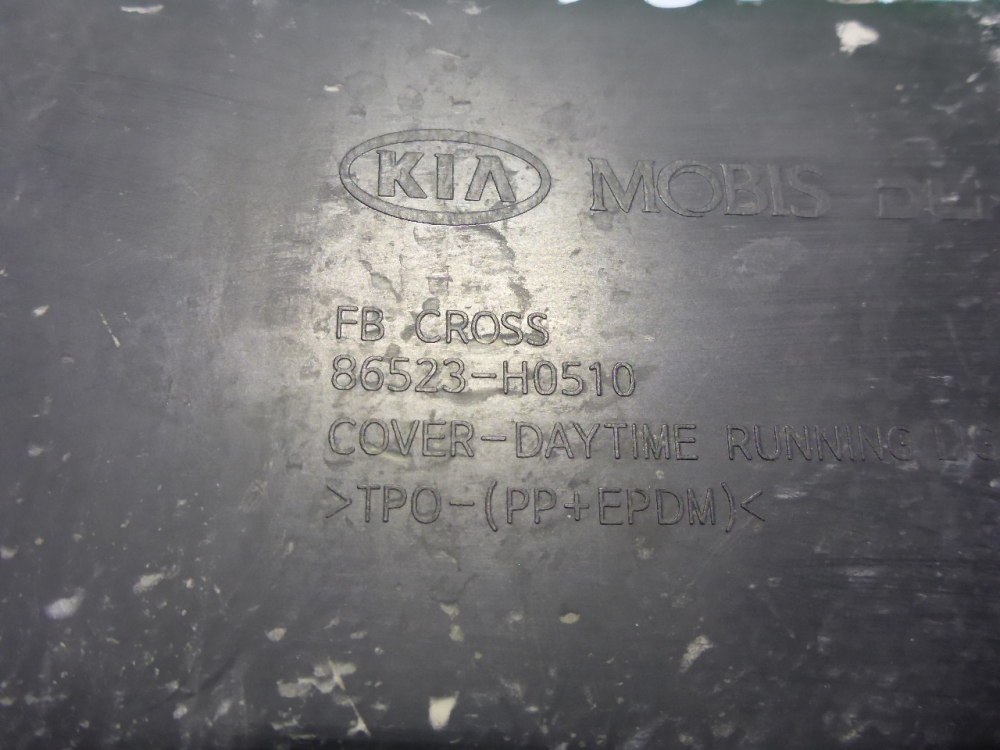 KIA MOBIS
FB CROSS
86523-H0510
COVER-DAYTIME RUNNING
>TPO-(PP+EPDM)<